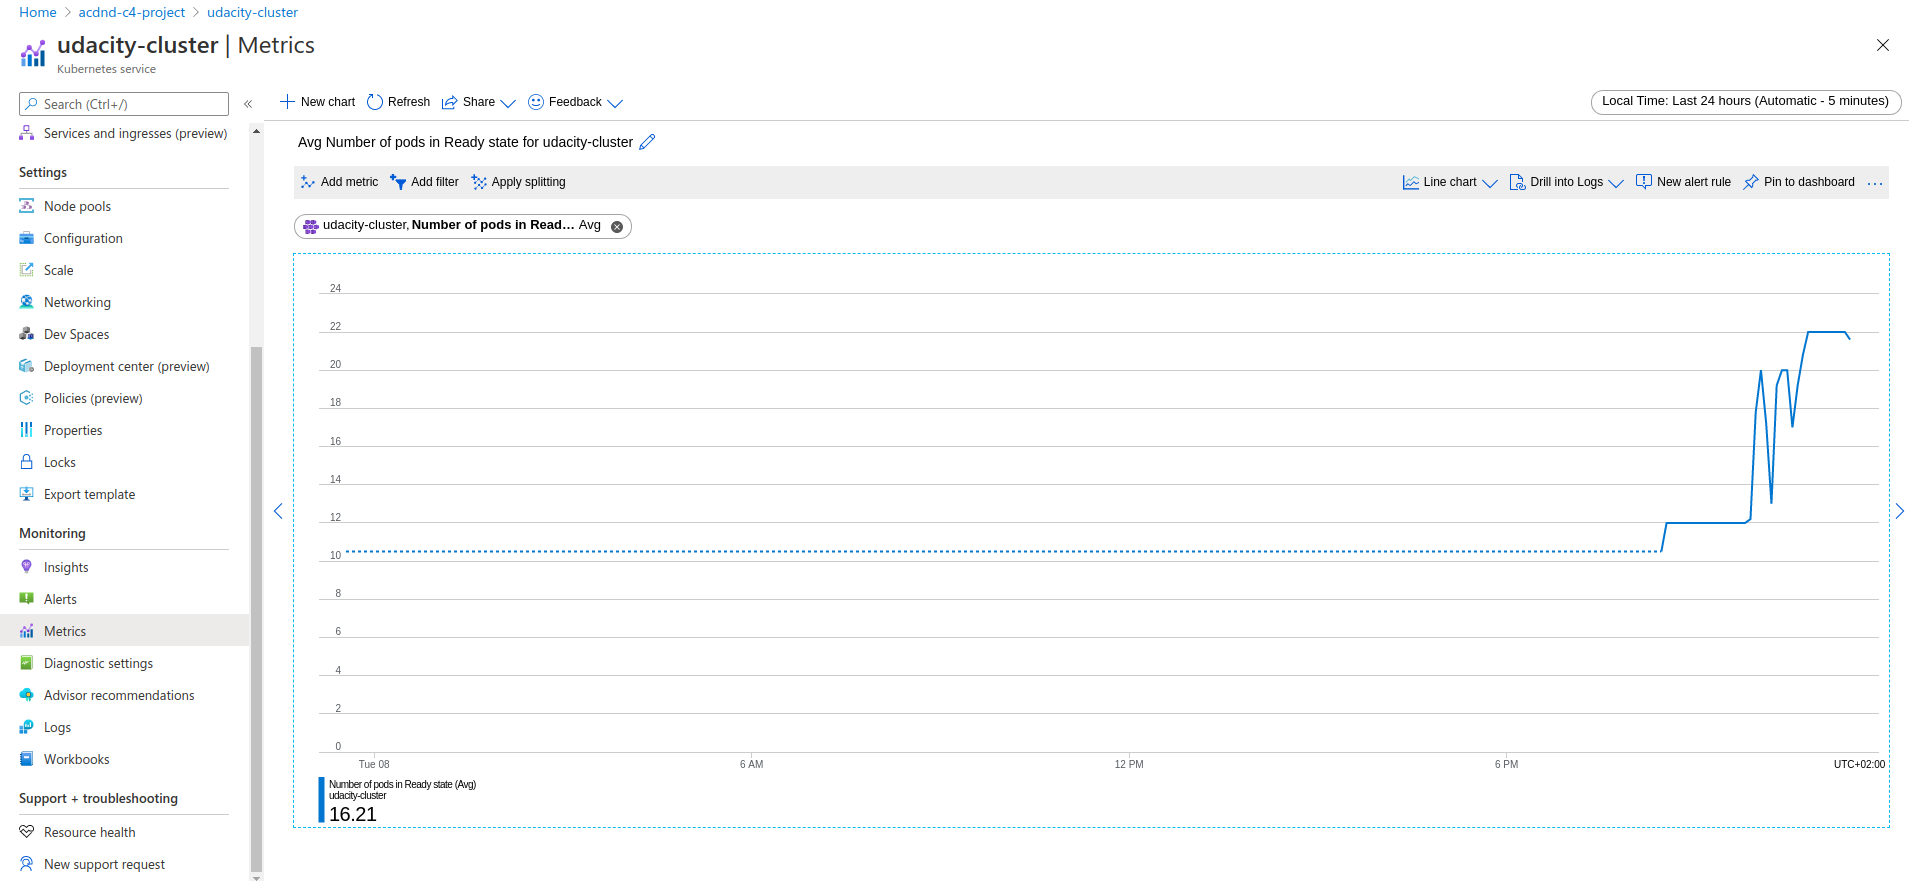 Home > acdnd-c4-project > udacity-cluster
udacity-cluster | Metrics
Kubernetes service
Search (Ctrl+/)
«
Services and ingresses (preview)
Settings
Node pools
Configuration
Scale
Networking
Dev Spaces
Deployment center (preview)
Policies (preview)
Properties
Locks
Export template
Monitoring
Insights
Alerts
Metrics
Diagnostic settings
Advisor recommendations
Logs
Workbooks
Support + troubleshooting
Resource health
New support request
New chart Refresh Share Feedback
Local Time: Last 24 hours (Automatic - 5 minutes)
Avg Number of pods in Ready state for udacity-cluster
Add metric Add filter Apply splitting Line chart Drill into Logs New alert rule Pin to dashboard ...
udacity-cluster, Number of pods in Read... Avg
24
22
20
18
16
14
12
10
8
6
4
2
0
Tue 08 6 AM 12 PM 6 PM UTC+02:00
Number of pods in Ready state (Avg)
udacity-cluster
16.21